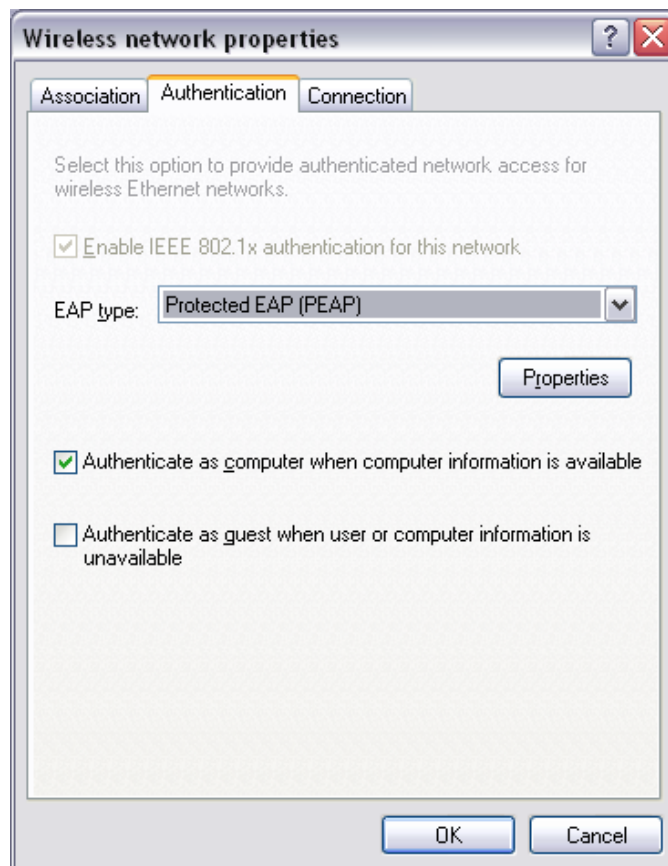 Wireless network properties
Association Authentication Connection
Select this option to provide authenticated network access for
wireless Ethernet networks.
Enable IEEE 802.1x authentication for this network
EAP type: Protected EAP (PEAP)
Properties
Authenticate as computer when computer information is available
Authenticate as guest when user or computer information is
unavailable
OK Cancel